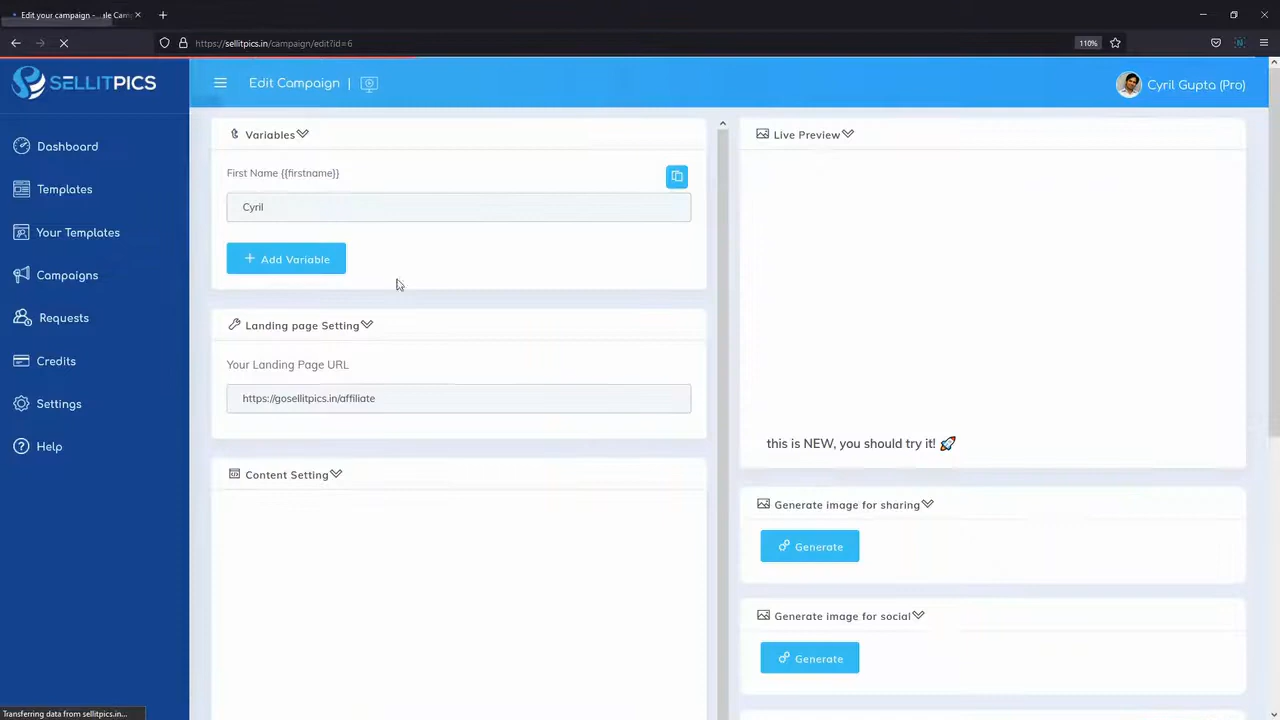 Edit your campaign -
https://sellitpics.in/campaign/edit?id=6
110%
SELLITPICS
Edit Campaign |
Cyril Gupta (Pro)
Dashboard
Templates
Your Templates
Campaigns
Requests
Credits
Settings
Help
Variables
First Name {{firstname}}
Cyril
+ Add Variable
Landing page Setting
Your Landing Page URL
https://gosellitpics.in/affiliate
Content Setting
Live Preview
this is NEW, you should try it! 🚀
Generate image for sharing
Generate
Generate image for social
Generate
Transferring data from sellitpics.in...